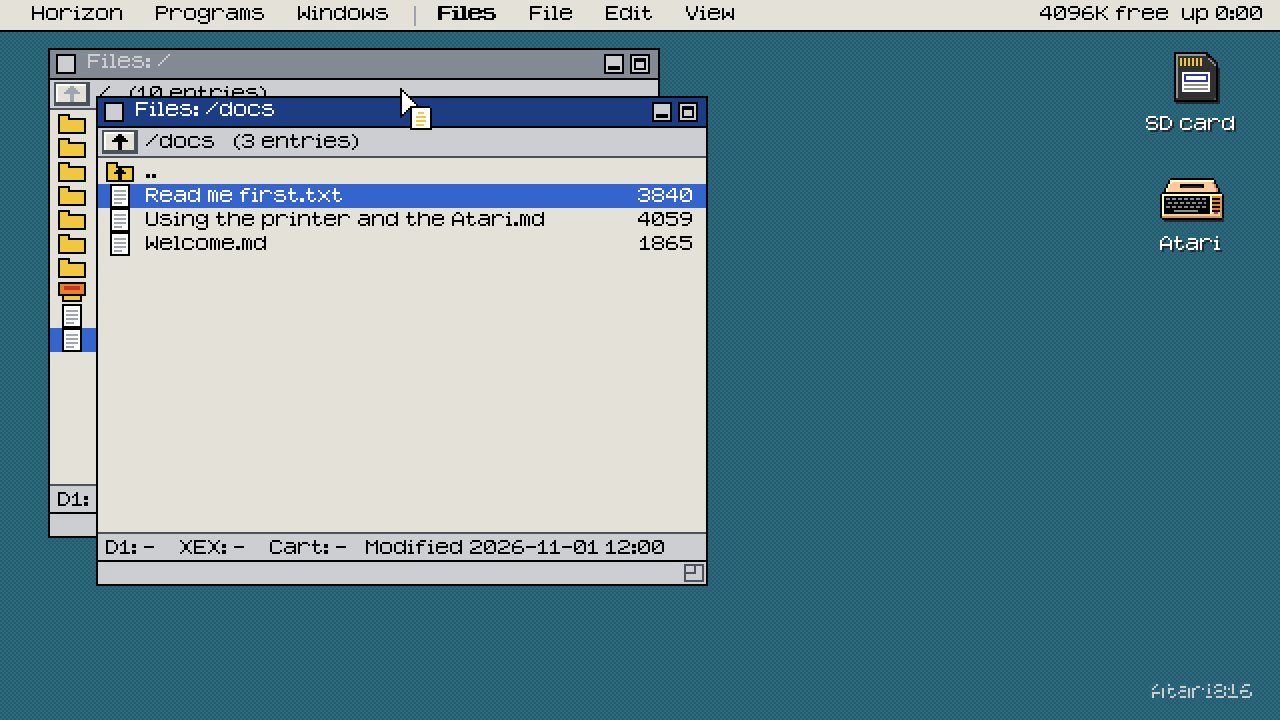 Horizon Programs Windows | Files File Edit View 4096K free up 0:00
Files: /
/ (10 entries)
Files: /docs
/docs (3 entries)
..
Read me first.txt 3840
Using the printer and the Atari.md 4059
Welcome.md 1865
D1:
D1: - XEX: - Cart: - Modified 2026-11-01 12:00
SD card
Atari
Atari816